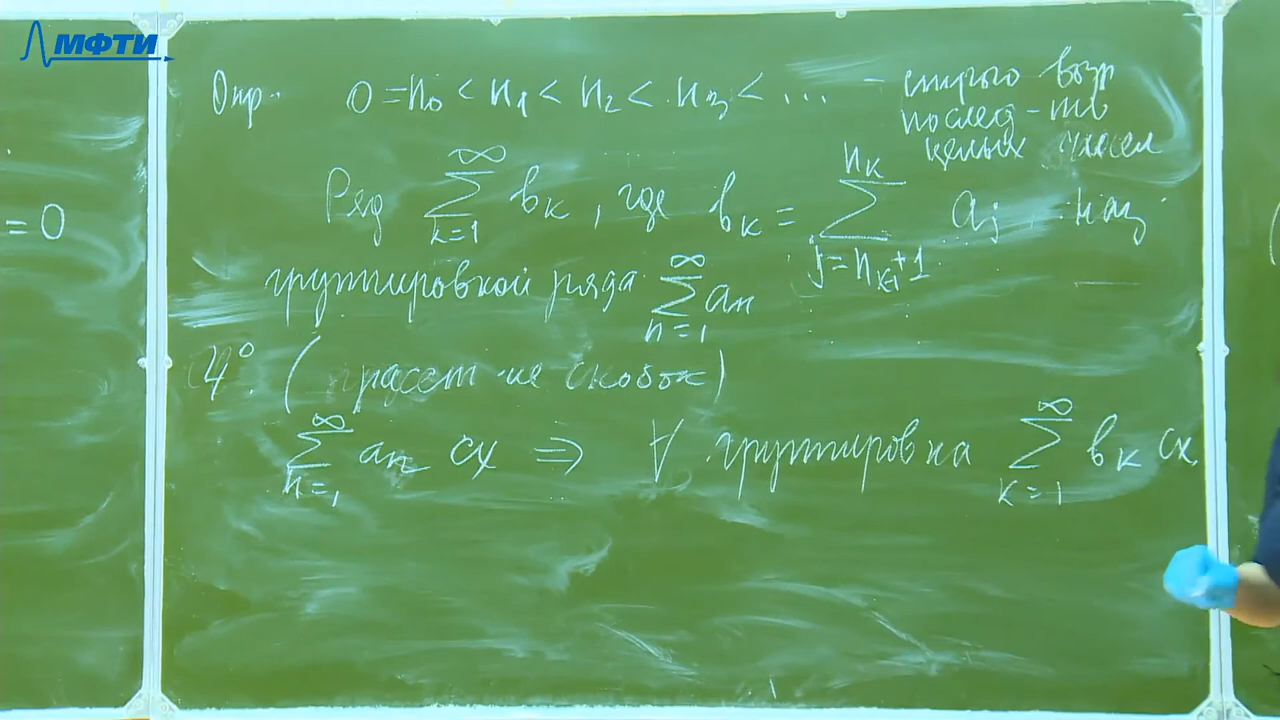 МФТИ
Опр. 0 = n₀ < n₁ < n₂ < n₃ < ... - строго возр
послед-ть
целых чисел
= 0
Ряд ∑_{k=1}^{∞} b_k , где b_k = ∑_{j=n_{k-1}+1}^{n_k} a_j наз
группировкой ряда ∑_{n=1}^{∞} a_n
4°. ( расст-ие скобок)
∑_{n=1}^{∞} a_n сх ⇒ ∀ группировка ∑_{k=1}^{∞} b_k сх